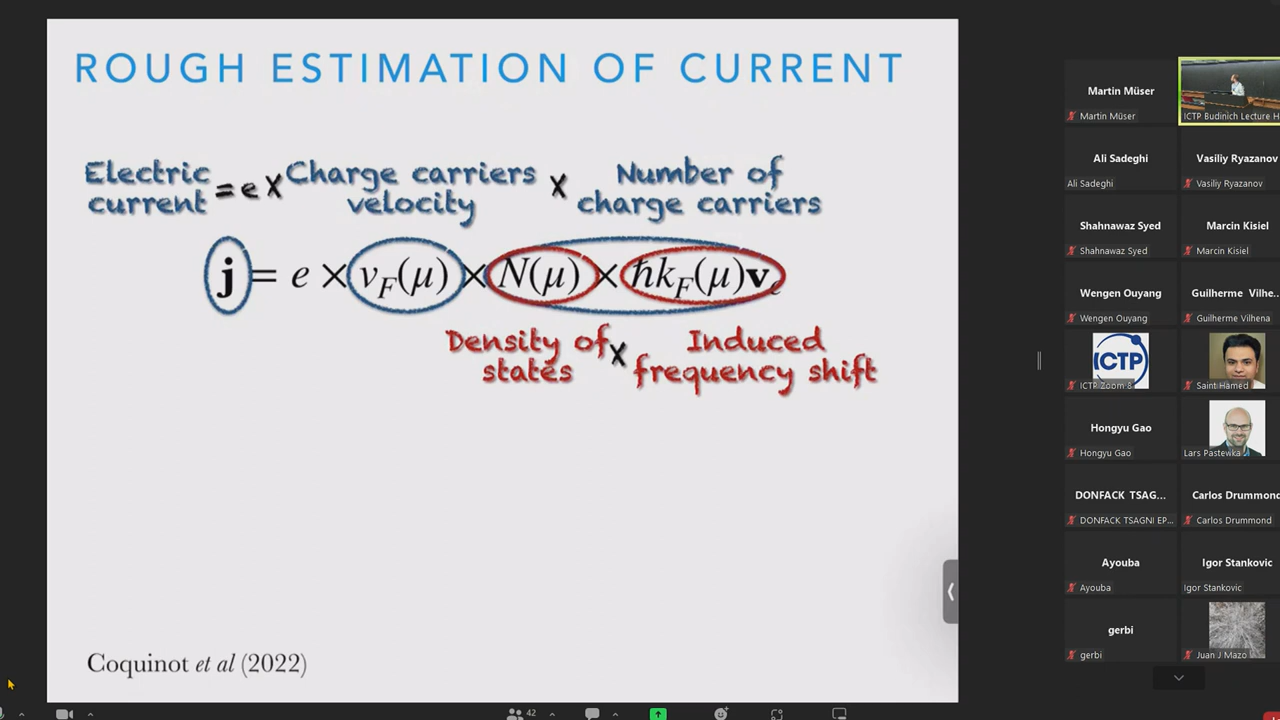 ROUGH ESTIMATION OF CURRENT
Electric current = e × Charge carriers velocity × Number of charge carriers
j = e × v_F(μ) × N(μ) × ħk_F(μ)v_e
Density of states × Induced frequency shift
Coquinot et al (2022)
Martin Müser
Martin Müser
ICTP Budinich Lecture H
Ali Sadeghi
Ali Sadeghi
Vasiliy Ryazanov
Vasiliy Ryazanov
Shahnawaz Syed
Shahnawaz Syed
Marcin Kisiel
Marcin Kisiel
Wengen Ouyang
Wengen Ouyang
Guilherme Vilhe...
Guilherme Vilhena
ICTP
ICTP Zoom 8
Saint Hamed
Hongyu Gao
Hongyu Gao
Lars Pastewka
DONFACK TSAG...
DONFACK TSAGNI EP...
Carlos Drummond
Carlos Drummond
Ayouba
Ayouba
Igor Stankovic
Igor Stankovic
gerbi
gerbi
Juan J Mazo
42